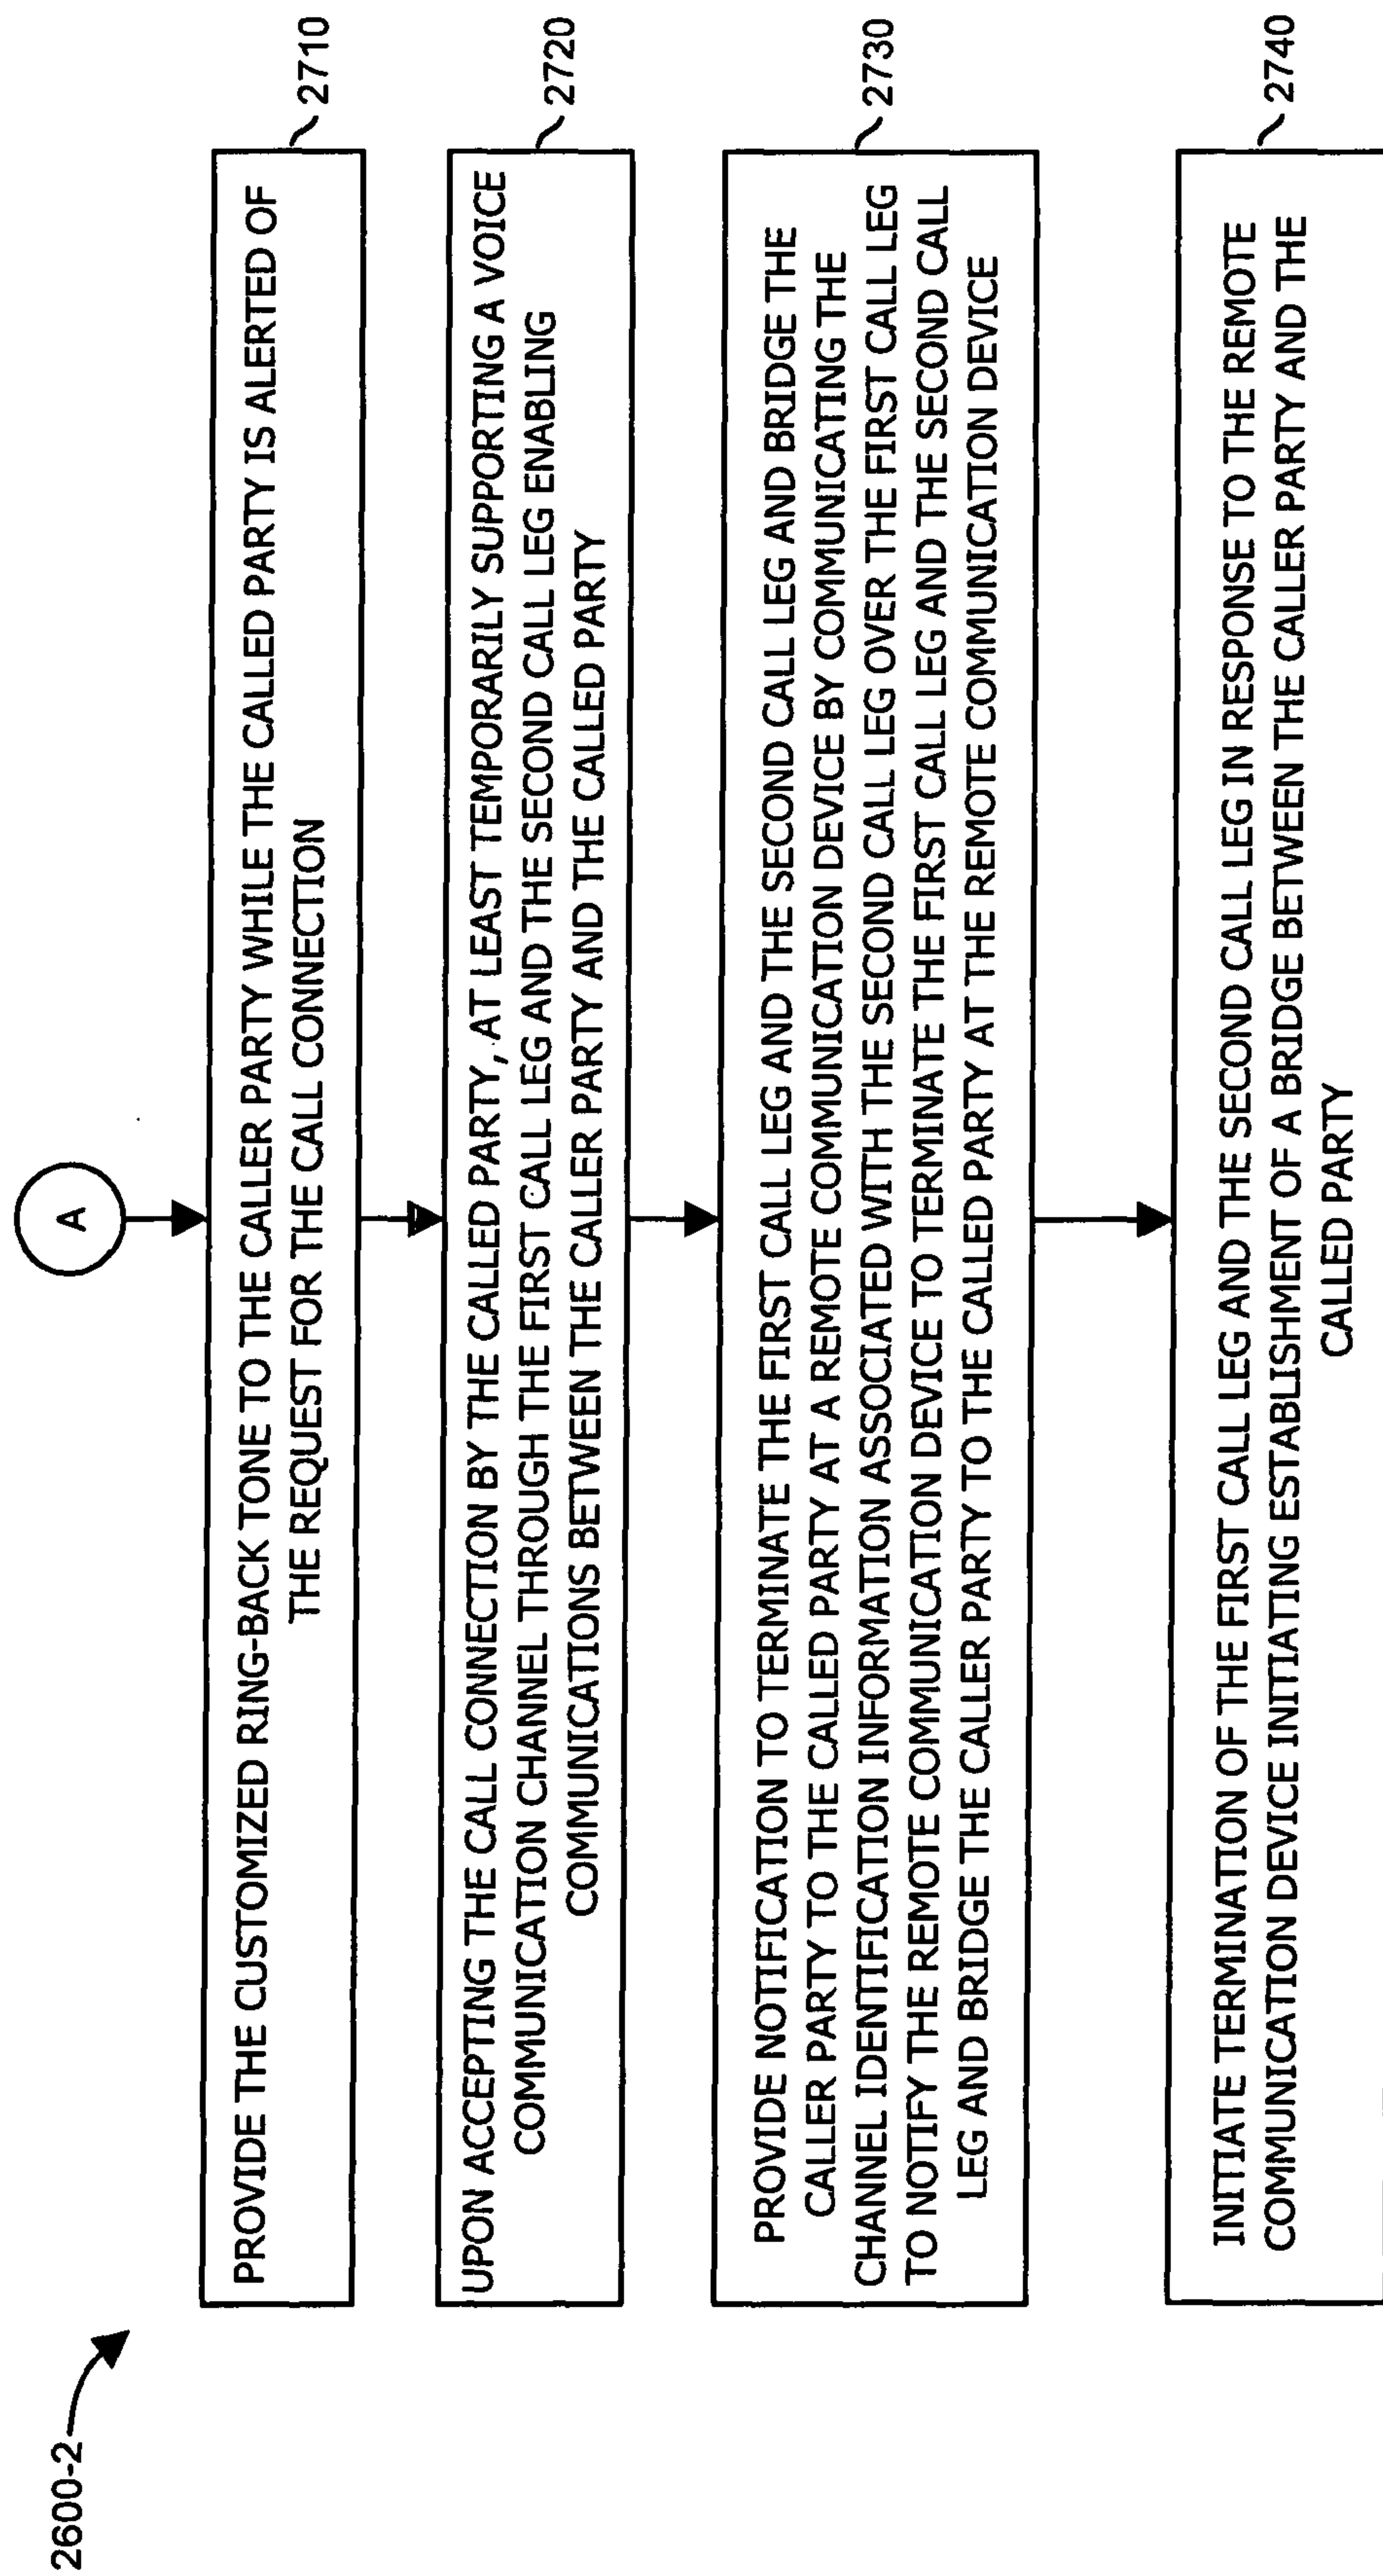 2600-2
A
PROVIDE THE CUSTOMIZED RING-BACK TONE TO THE CALLER PARTY WHILE THE CALLED PARTY IS ALERTED OF
THE REQUEST FOR THE CALL CONNECTION
2710
UPON ACCEPTING THE CALL CONNECTION BY THE CALLED PARTY, AT LEAST TEMPORARILY SUPPORTING A VOICE
COMMUNICATION CHANNEL THROUGH THE FIRST CALL LEG AND THE SECOND CALL LEG ENABLING
COMMUNICATIONS BETWEEN THE CALLER PARTY AND THE CALLED PARTY
2720
PROVIDE NOTIFICATION TO TERMINATE THE FIRST CALL LEG AND THE SECOND CALL LEG AND BRIDGE THE
CALLER PARTY TO THE CALLED PARTY AT A REMOTE COMMUNICATION DEVICE BY COMMUNICATING THE
CHANNEL IDENTIFICATION INFORMATION ASSOCIATED WITH THE SECOND CALL LEG OVER THE FIRST CALL LEG
TO NOTIFY THE REMOTE COMMUNICATION DEVICE TO TERMINATE THE FIRST CALL LEG AND THE SECOND CALL
LEG AND BRIDGE THE CALLER PARTY TO THE CALLED PARTY AT THE REMOTE COMMUNICATION DEVICE
2730
INITIATE TERMINATION OF THE FIRST CALL LEG AND THE SECOND CALL LEG IN RESPONSE TO THE REMOTE
COMMUNICATION DEVICE INITIATING ESTABLISHMENT OF A BRIDGE BETWEEN THE CALLER PARTY AND THE
CALLED PARTY
2740